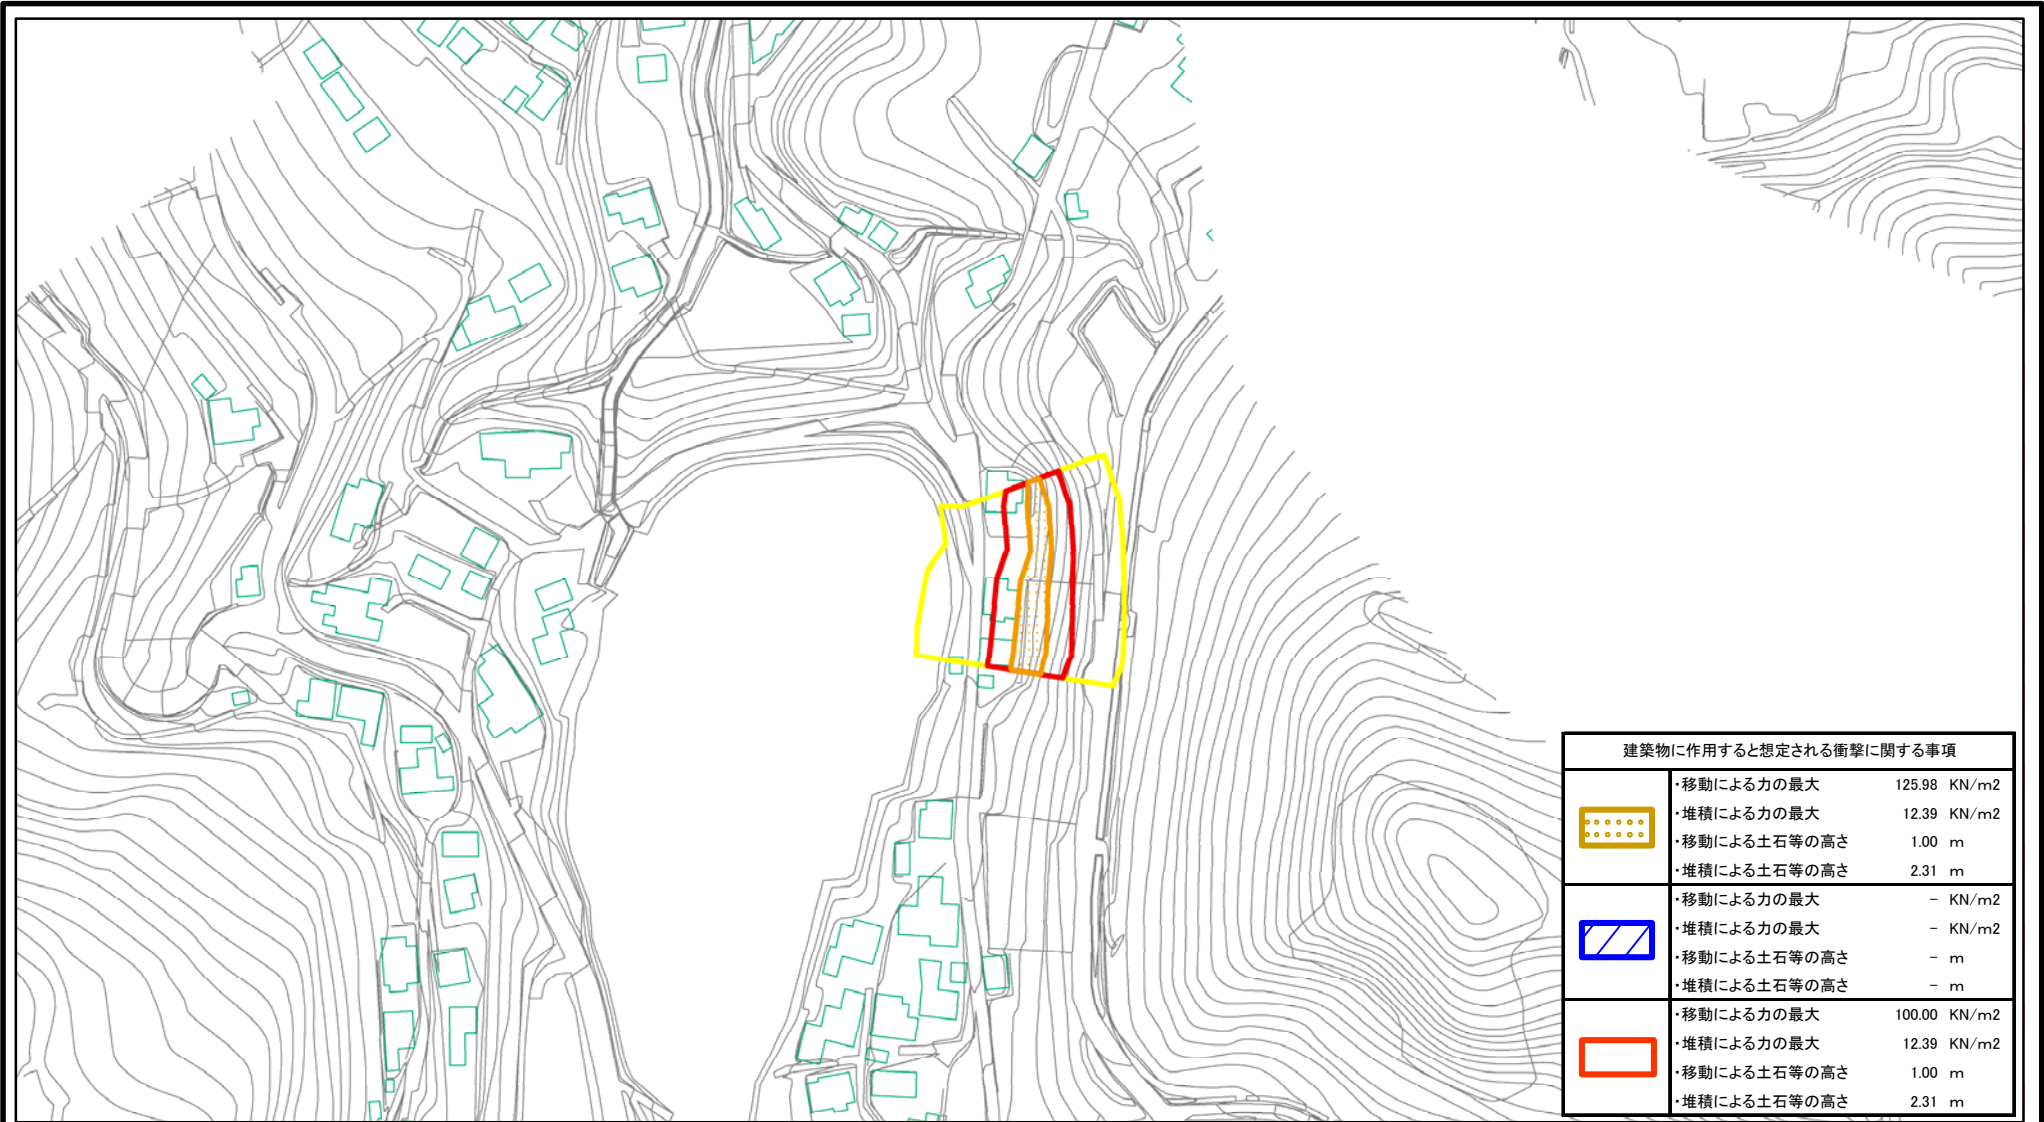 建築物に作用すると想定される衝撃に関する事項
・移動による力の最大 125.98 KN/m2
・堆積による力の最大 12.39 KN/m2
・移動による土石等の高さ 1.00 m
・堆積による土石等の高さ 2.31 m
・移動による力の最大 - KN/m2
・堆積による力の最大 - KN/m2
・移動による土石等の高さ - m
・堆積による土石等の高さ - m
・移動による力の最大 100.00 KN/m2
・堆積による力の最大 12.39 KN/m2
・移動による土石等の高さ 1.00 m
・堆積による土石等の高さ 2.31 m